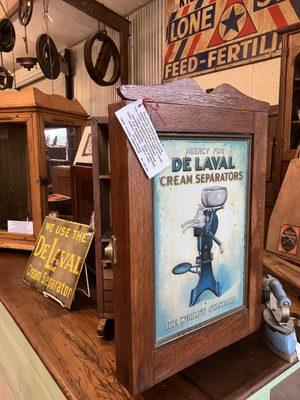 LONE S
FEED-FERTIL
AGENCY FOR
DE LAVAL
CREAM SEPARATORS
THE WORLD'S STANDARD
WE USE THE
De LAVAL
Cream Separator